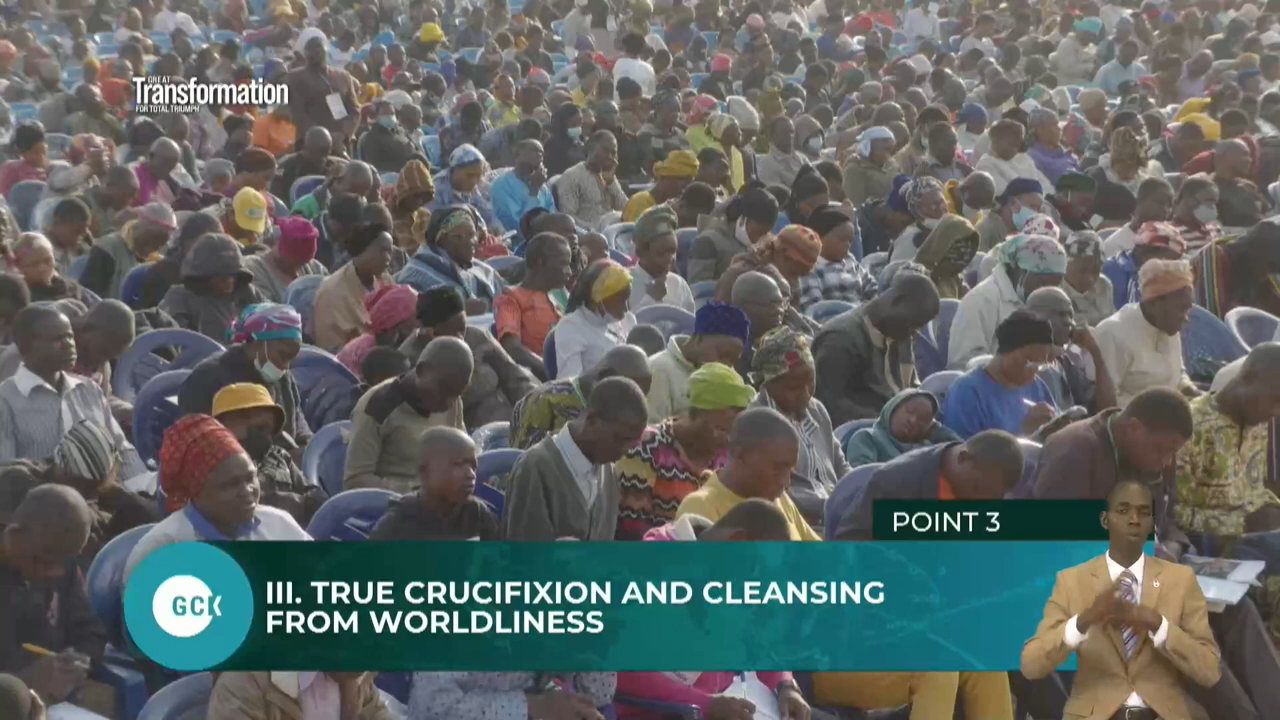 GREAT
Transformation
FOR TOTAL TRIUMPH
POINT 3
III. TRUE CRUCIFIXION AND CLEANSING
FROM WORLDLINESS
GCK